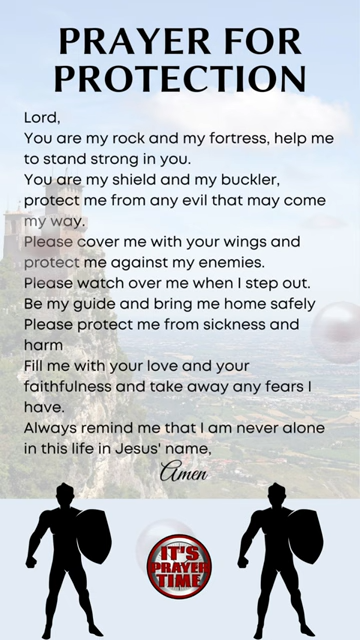 PRAYER FOR
PROTECTION
Lord,
You are my rock and my fortress, help me
to stand strong in you.
You are my shield and my buckler,
protect me from any evil that may come
my way.
Please cover me with your wings and
protect me against my enemies.
Please watch over me when I step out.
Be my guide and bring me home safely
Please protect me from sickness and
harm
Fill me with your love and your
faithfulness and take away any fears I
have.
Always remind me that I am never alone
in this life in Jesus' name,
Amen
IT'S
PRAYER
TIME